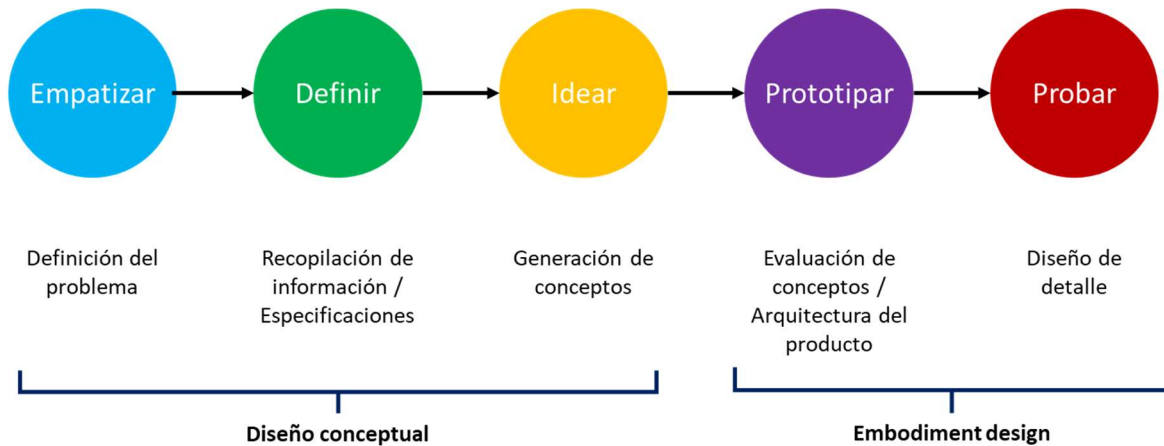 Empatizar
Definir
Idear
Prototipar
Probar
Definición del
problema
Recopilación de
información /
Especificaciones
Generación de
conceptos
Evaluación de
conceptos /
Arquitectura del
producto
Diseño de
detalle
Diseño conceptual
Embodiment design